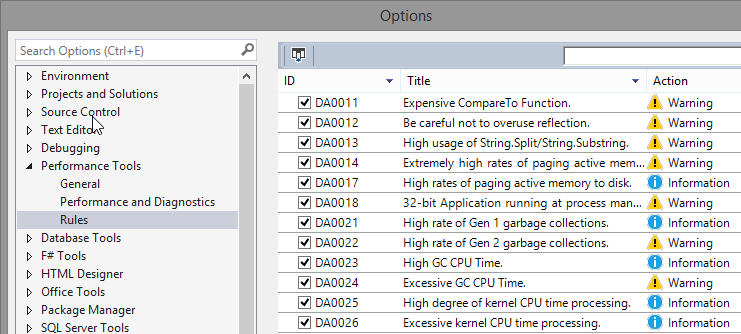 Options
Search Options (Ctrl+E)
Environment
Projects and Solutions
Source Control
Text Editor
Debugging
Performance Tools
General
Performance and Diagnostics
Rules
Database Tools
F# Tools
HTML Designer
Office Tools
Package Manager
SQL Server Tools
ID Title Action
DA0011 Expensive CompareTo Function. Warning
DA0012 Be careful not to overuse reflection. Warning
DA0013 High usage of String.Split/String.Substring. Warning
DA0014 Extremely high rates of paging active mem... Warning
DA0017 High rates of paging active memory to disk. Information
DA0018 32-bit Application running at process man... Warning
DA0021 High rate of Gen 1 garbage collections. Information
DA0022 High rate of Gen 2 garbage collections. Warning
DA0023 High GC CPU Time. Information
DA0024 Excessive GC CPU Time. Warning
DA0025 High degree of kernel CPU time processing. Information
DA0026 Excessive kernel CPU time processing. Information